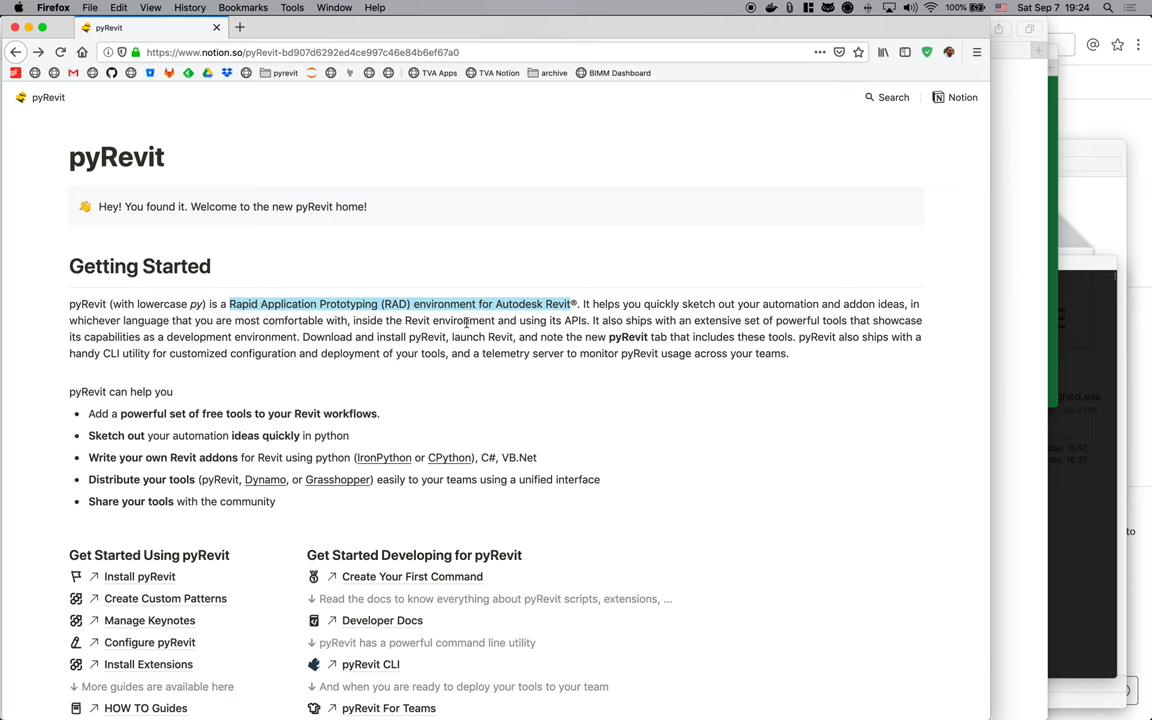 Firefox File Edit View History Bookmarks Tools Window Help 100% Sat Sep 7 19:24
pyRevit
https://www.notion.so/pyRevit-bd907d6292ed4ce997c46e84b6ef67a0
pyrevit TVA Apps TVA Notion archive BIMM Dashboard
pyRevit Search Notion
pyRevit
Hey! You found it. Welcome to the new pyRevit home!
Getting Started
pyRevit (with lowercase py) is a Rapid Application Prototyping (RAD) environment for Autodesk Revit®. It helps you quickly sketch out your automation and addon ideas, in
whichever language that you are most comfortable with, inside the Revit environment and using its APIs. It also ships with an extensive set of powerful tools that showcase
its capabilities as a development environment. Download and install pyRevit, launch Revit, and note the new pyRevit tab that includes these tools. pyRevit also ships with a
handy CLI utility for customized configuration and deployment of your tools, and a telemetry server to monitor pyRevit usage across your teams.
pyRevit can help you
• Add a powerful set of free tools to your Revit workflows.
• Sketch out your automation ideas quickly in python
• Write your own Revit addons for Revit using python (IronPython or CPython), C#, VB.Net
• Distribute your tools (pyRevit, Dynamo, or Grasshopper) easily to your teams using a unified interface
• Share your tools with the community
Get Started Using pyRevit
↗ Install pyRevit
↗ Create Custom Patterns
↗ Manage Keynotes
↗ Configure pyRevit
↗ Install Extensions
↓ More guides are available here
↗ HOW TO Guides
Get Started Developing for pyRevit
↗ Create Your First Command
↓ Read the docs to know everything about pyRevit scripts, extensions, ...
↗ Developer Docs
↓ pyRevit has a powerful command line utility
↗ pyRevit CLI
↓ And when you are ready to deploy your tools to your team
↗ pyRevit For Teams
gned.exe
to